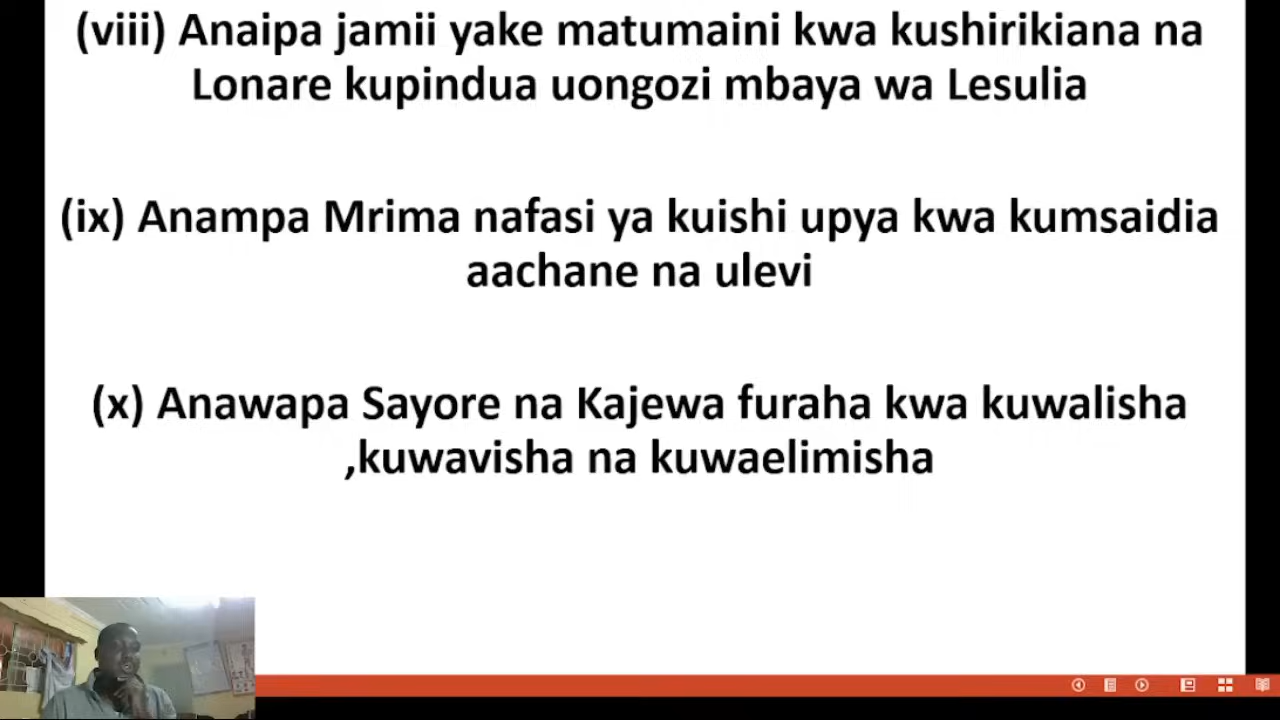 (viii) Anaipa jamii yake matumaini kwa kushirikiana na
Lonare kupindua uongozi mbaya wa Lesulia
(ix) Anampa Mrima nafasi ya kuishi upya kwa kumsaidia
aachane na ulevi
(x) Anawapa Sayore na Kajewa furaha kwa kuwalisha
,kuwavisha na kuwaelimisha